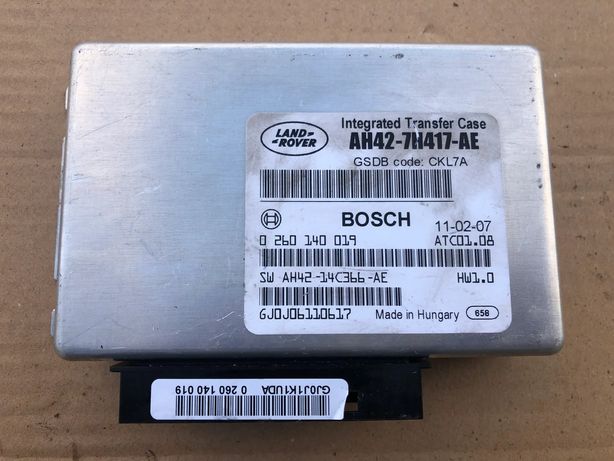 LAND-
-ROVER
Integrated Transfer Case
AH42-7H417-AE
GSDB code: CKL7A
BOSCH
11-02-07
0 260 140 019
ATC01.08
SW AH42-14C366-AE
HW1.0
GJ0J06110617
Made in Hungary
658
GJ0J1K1UDA 0 260 140 019